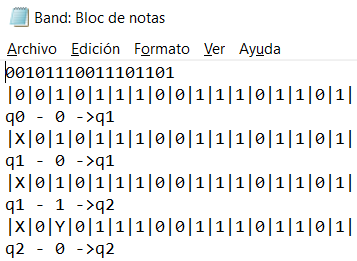 Band: Bloc de notas
Archivo Edición Formato Ver Ayuda
00101110011101101
|0|0|1|0|1|1|1|0|0|1|1|1|0|1|1|0|1|
q0 - 0 ->q1
|X|0|1|0|1|1|1|0|0|1|1|1|0|1|1|0|1|
q1 - 0 ->q1
|X|0|1|0|1|1|1|0|0|1|1|1|0|1|1|0|1|
q1 - 1 ->q2
|X|0|Y|0|1|1|1|0|0|1|1|1|0|1|1|0|1|
q2 - 0 ->q2